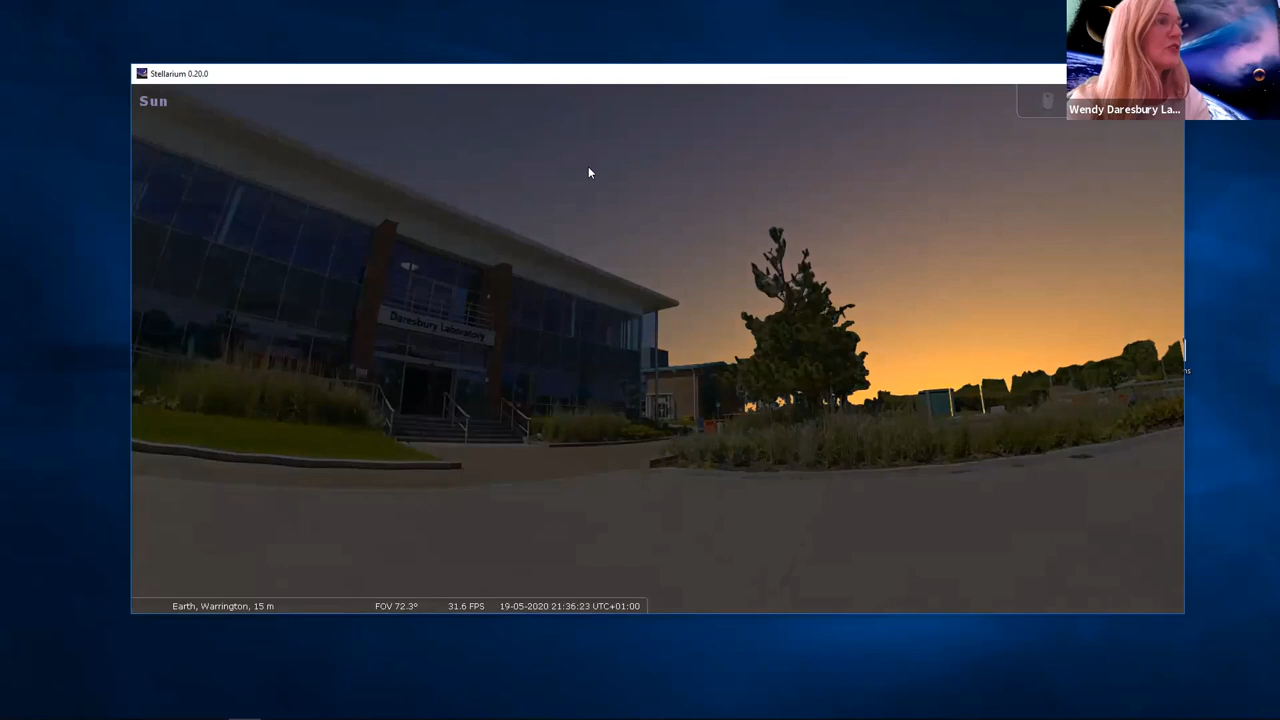 Stellarium 0.20.0
Sun
Wendy Daresbury La...
Daresbury Laboratory
Earth, Warrington, 15 m
FOV 72.3°
31.6 FPS
19-05-2020 21:36:23 UTC+01:00